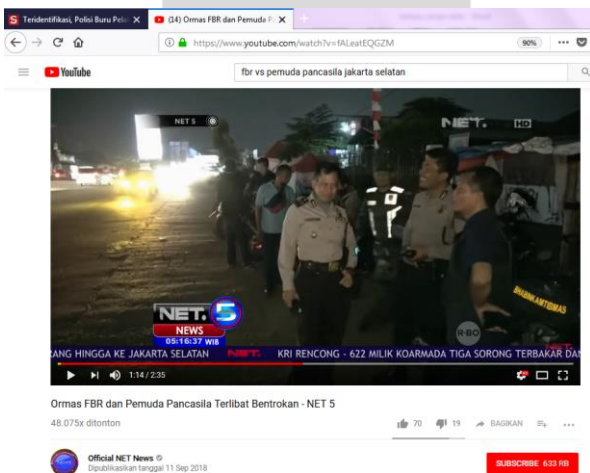 S Teridentifikasi, Polisi Buru Pela
(14) Ormas FBR dan Pemuda P
https://www.youtube.com/watch?v=fALeatEQGZM
90%
YouTube
fbr vs pemuda pancasila jakarta selatan
NET 5
NET. HD
NET. 5
NEWS
05:16:37 WIB
BHABINKAMTIBMAS
R-BO
ANG HINGGA KE JAKARTA SELATAN NET. KRI RENCONG - 622 MILIK KOARMADA TIGA SORONG TERBAKAR DA
1:14 / 2:35
Ormas FBR dan Pemuda Pancasila Terlibat Bentrokan - NET 5
48.075x ditonton
70 19 BAGIKAN
Official NET News
Dipublikasikan tanggal 11 Sep 2018
SUBSCRIBE 633 RB